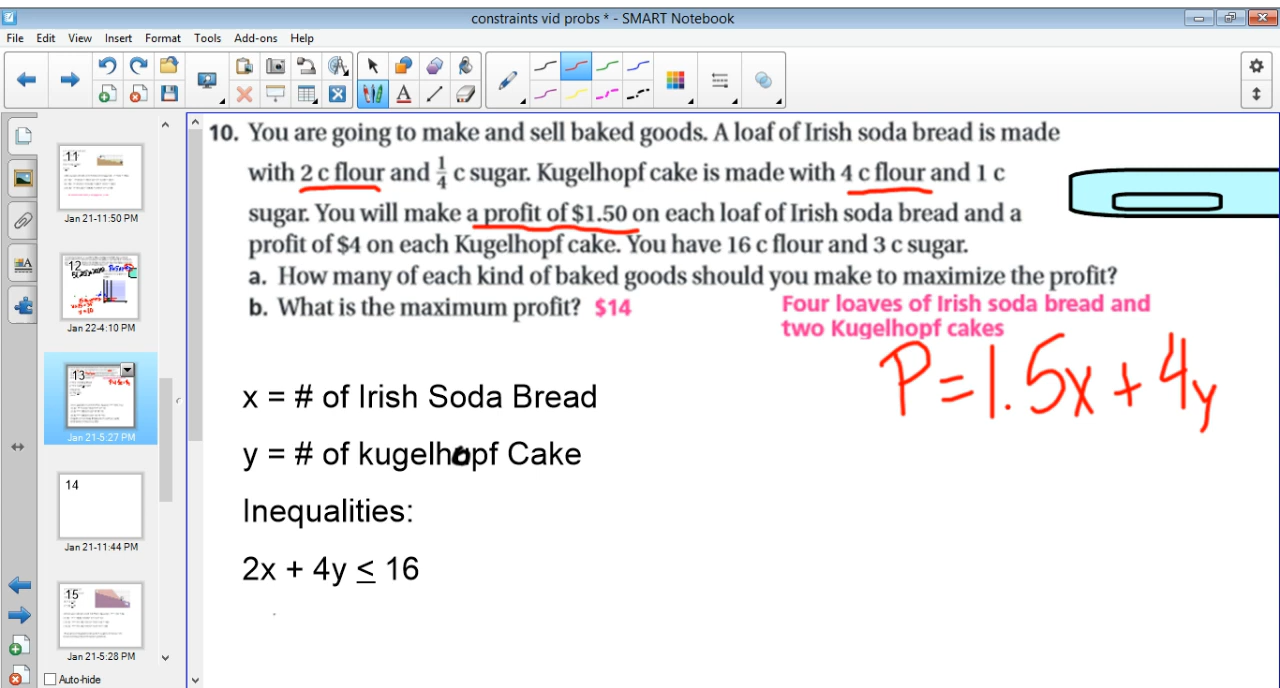 constraints vid probs * - SMART Notebook
File Edit View Insert Format Tools Add-ons Help
11
Jan 21-11:50 PM
12
Jan 22-4:10 PM
13
Jan 21-5:27 PM
14
Jan 21-11:44 PM
15
Jan 21-5:28 PM
Auto-hide
10. You are going to make and sell baked goods. A loaf of Irish soda bread is made
with 2 c flour and 1/4 c sugar. Kugelhopf cake is made with 4 c flour and 1 c
sugar. You will make a profit of $1.50 on each loaf of Irish soda bread and a
profit of $4 on each Kugelhopf cake. You have 16 c flour and 3 c sugar.
a. How many of each kind of baked goods should you make to maximize the profit?
b. What is the maximum profit? $14
Four loaves of Irish soda bread and
two Kugelhopf cakes
P=1.5x+4y
x = # of Irish Soda Bread
y = # of kugelhopf Cake
Inequalities:
2x + 4y ≤ 16